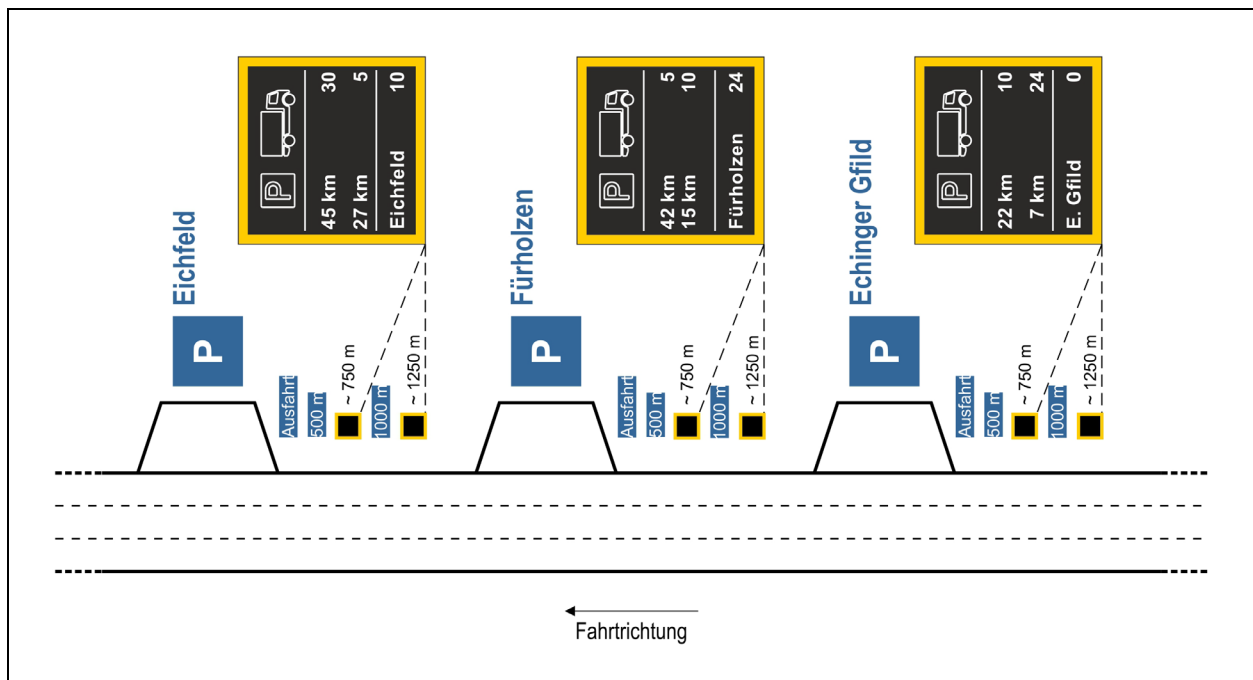 Eichfeld
P
P
45 km 30
27 km 5
Eichfeld 10
Ausfahrt
500 m
~ 750 m
1000 m
~ 1250 m
Fürholzen
P
P
42 km 5
15 km 10
Fürholzen 24
Ausfahrt
500 m
~ 750 m
1000 m
~ 1250 m
Echinger Gfild
P
P
22 km 10
7 km 24
E. Gfild 0
Ausfahrt
500 m
~ 750 m
1000 m
~ 1250 m
Fahrtrichtung